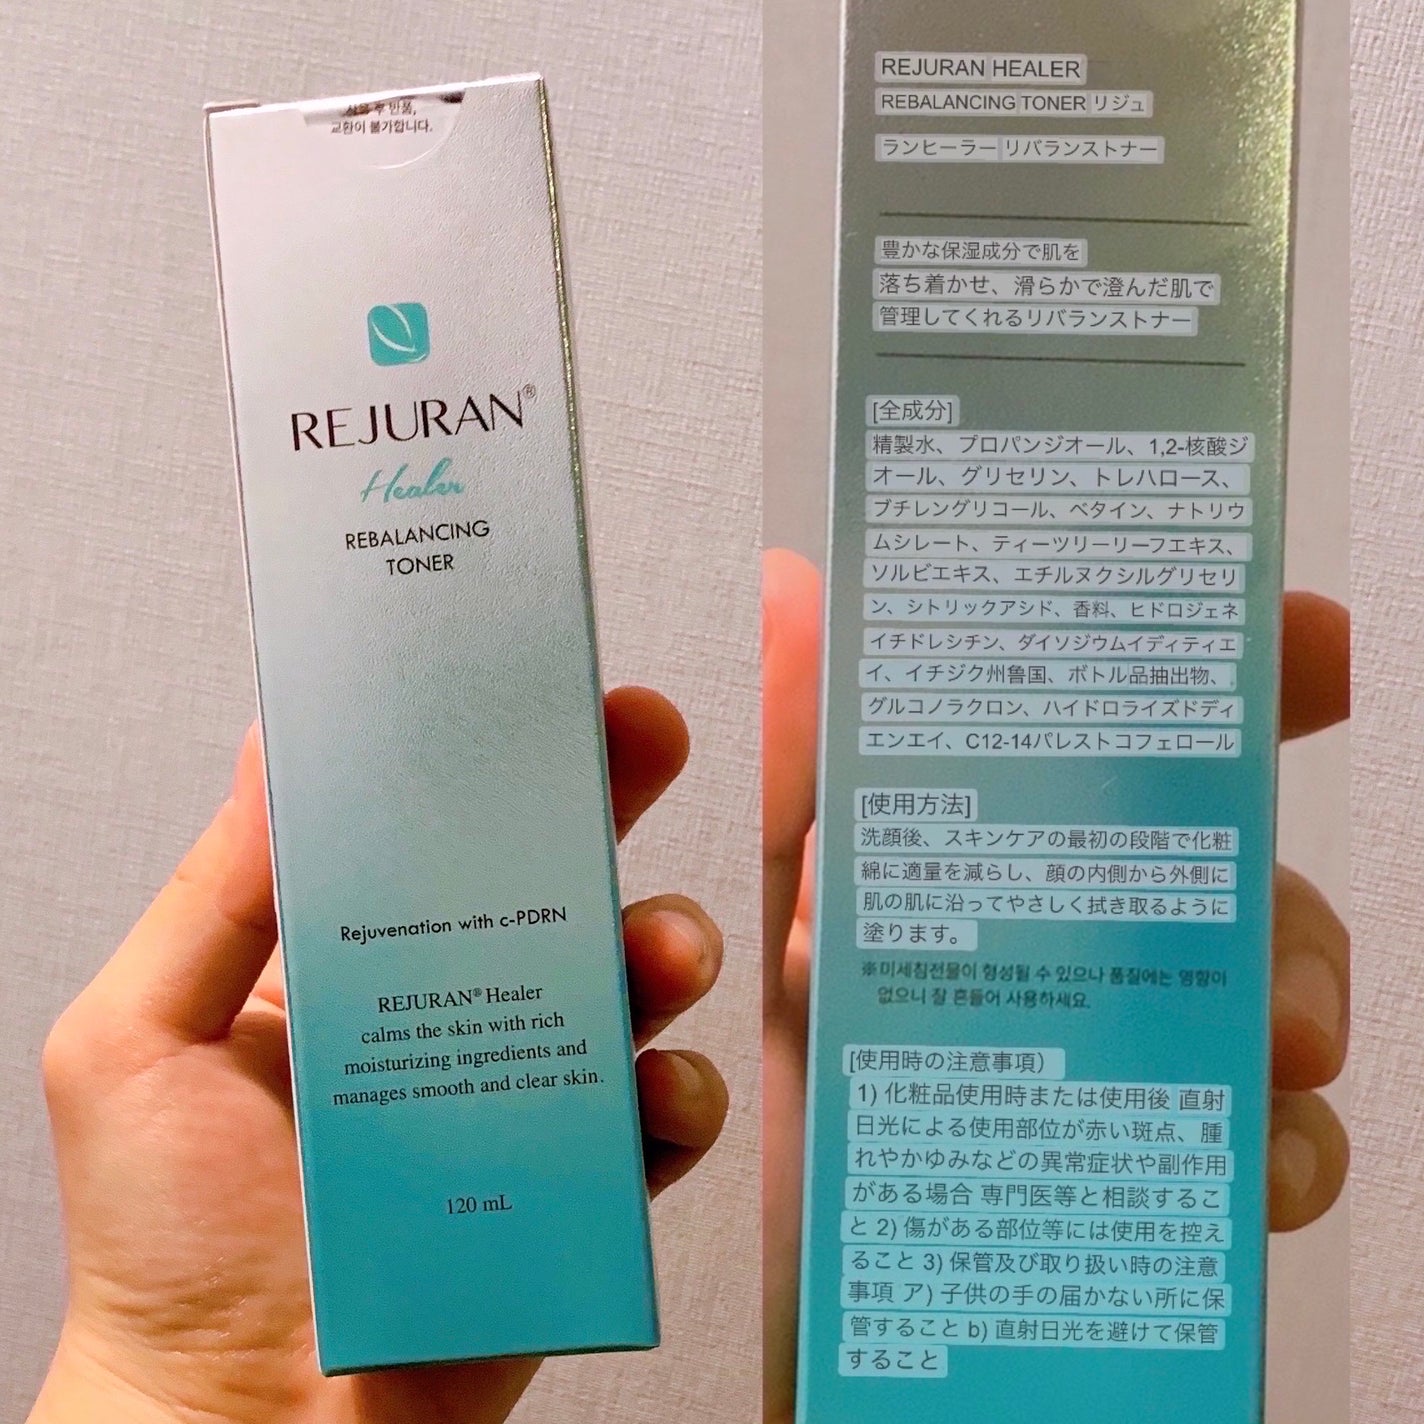 사용 후 반품,
교환이 불가합니다.
REJURAN®
Healer
REBALANCING
TONER
Rejuvenation with c-PDRN
REJURAN® Healer
calms the skin with rich
moisturizing ingredients and
manages smooth and clear skin.
120 mL
REJURAN HEALER
REBALANCING TONER リジュ
ランヒーラー リバランストナー
豊かな保湿成分で肌を
落ち着かせ、滑らかで澄んだ肌で
管理してくれるリバランストナー
[全成分]
精製水、プロパンジオール、1,2-核酸ジ
オール、グリセリン、トレハロース、
ブチレングリコール、ベタイン、ナトリウ
ムシレート、ティーツリーリーフエキス、
ソルビエキス、エチルヌクシルグリセリ
ン、シトリックアシド、香料、ヒドロジェネ
イチドレシチン、ダイソジウムイディティエ
イ、イチジク州魯国、ボトル品抽出物、
グルコノラクロン、ハイドロライズドディ
エンエイ、C12-14パレストコフェロール
[使用方法]
洗顔後、スキンケアの最初の段階で化粧
綿に適量を減らし、顔の内側から外側に
肌の肌に沿ってやさしく拭き取るように
塗ります。
※미세침전물이 형성될 수 있으나 품질에는 영향이
없으니 잘 흔들어 사용하세요.
[使用時の注意事項）
1) 化粧品使用時または使用後 直射
日光による使用部位が赤い斑点、腫
れやかゆみなどの異常症状や副作用
がある場合 専門医等と相談するこ
と 2) 傷がある部位等には使用を控え
ること 3) 保管及び取り扱い時の注意
事項 ア) 子供の手の届かない所に保
管すること b) 直射日光を避けて保管
すること